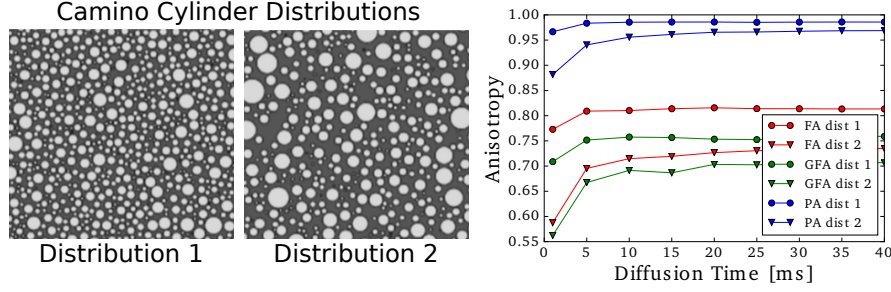 Camino Cylinder Distributions
Distribution 1
Distribution 2
1.00
0.95
0.90
0.85
0.80
0.75
0.70
0.65
0.60
0.55
Anisotropy
FA dist 1
FA dist 2
GFA dist 1
GFA dist 2
PA dist 1
PA dist 2
0 5 10 15 20 25 30 35 40
Diffusion Time [ms]